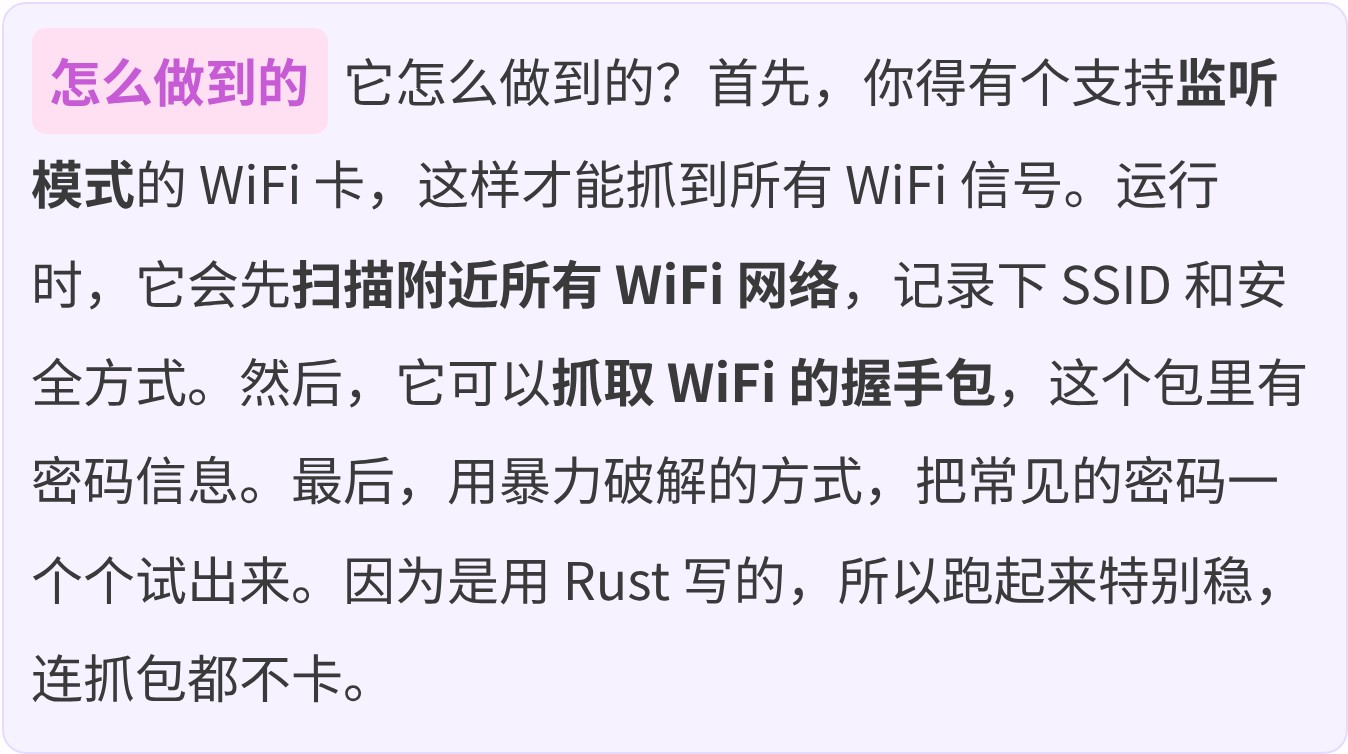 怎么做到的 它怎么做到的？首先，你得有个支持监听
模式的 WiFi 卡，这样才能抓到所有 WiFi 信号。运行
时，它会先扫描附近所有 WiFi 网络，记录下 SSID 和安
全方式。然后，它可以抓取 WiFi 的握手包，这个包里有
密码信息。最后，用暴力破解的方式，把常见的密码一
个个试出来。因为是用 Rust 写的，所以跑起来特别稳，
连抓包都不卡。